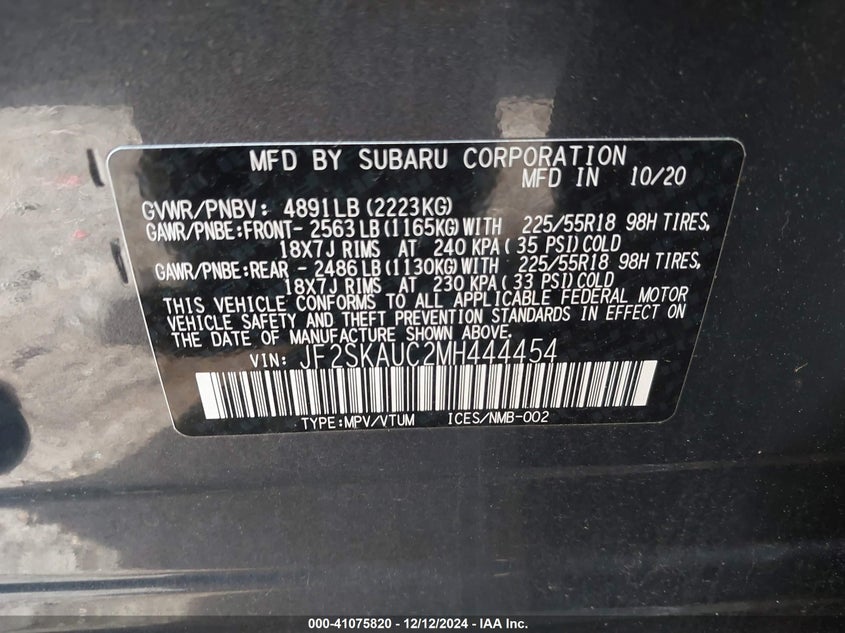 MFD BY SUBARU CORPORATION
MFD IN 10/20
GVWR/PNBV: 4891LB(2223KG)
GAWR/PNBE:FRONT- 2563 LB(1165KG)WITH 225/55R18 98H TIRES,
18X7J RIMS AT 240 KPA( 35 PSI)COLD
GAWR/PNBE:REAR - 2486 LB(1130KG)WITH 225/55R18 98H TIRES,
18X7J RIMS AT 230 KPA( 33 PSI)COLD
THIS VEHICLE CONFORMS TO ALL APPLICABLE FEDERAL MOTOR
VEHICLE SAFETY AND THEFT PREVENTION STANDARDS IN EFFECT ON
THE DATE OF MANUFACTURE SHOWN ABOVE.
VIN: JF2SKAUC2MH444454
TYPE:MPV/VTUM ICES/NMB-002
000-41075820 - 12/12/2024 - IAA Inc.